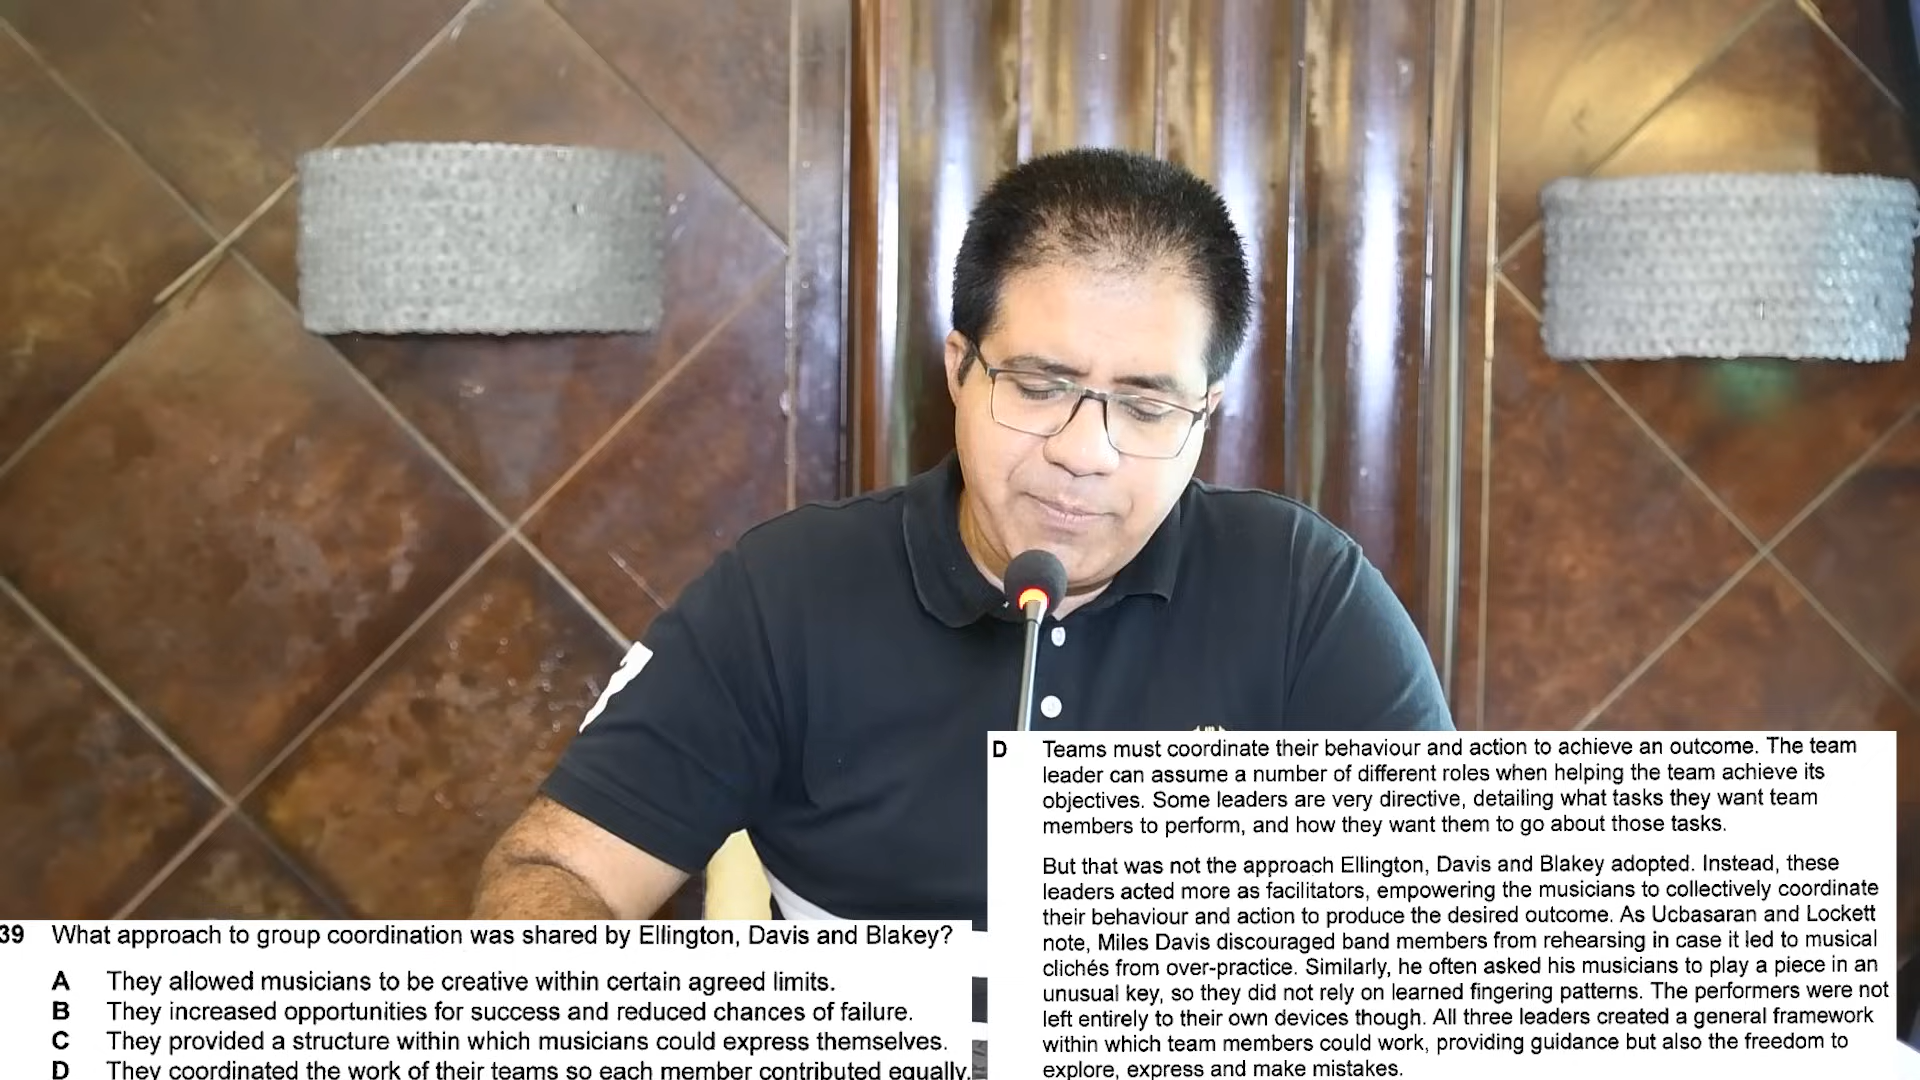 39 What approach to group coordination was shared by Ellington, Davis and Blakey?
A They allowed musicians to be creative within certain agreed limits.
B They increased opportunities for success and reduced chances of failure.
C They provided a structure within which musicians could express themselves.
D They coordinated the work of their teams so each member contributed equally.
D Teams must coordinate their behaviour and action to achieve an outcome. The team
leader can assume a number of different roles when helping the team achieve its
objectives. Some leaders are very directive, detailing what tasks they want team
members to perform, and how they want them to go about those tasks.
But that was not the approach Ellington, Davis and Blakey adopted. Instead, these
leaders acted more as facilitators, empowering the musicians to collectively coordinate
their behaviour and action to produce the desired outcome. As Ucbasaran and Lockett
note, Miles Davis discouraged band members from rehearsing in case it led to musical
clichés from over-practice. Similarly, he often asked his musicians to play a piece in an
unusual key, so they did not rely on learned fingering patterns. The performers were not
left entirely to their own devices though. All three leaders created a general framework
within which team members could work, providing guidance but also the freedom to
explore, express and make mistakes.